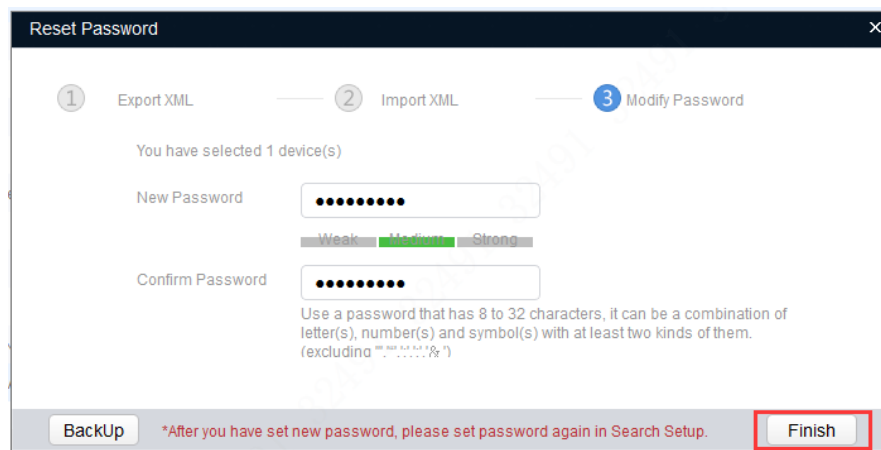 Reset Password
1 Export XML 2 Import XML 3 Modify Password
You have selected 1 device(s)
New Password
Weak Medium Strong
Confirm Password
Use a password that has 8 to 32 characters, it can be a combination of
letter(s), number(s) and symbol(s) with at least two kinds of them.
(excluding
BackUp *After you have set new password, please set password again in Search Setup. Finish